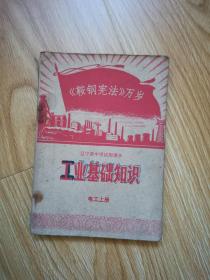 《鞍钢宪法》万岁
辽宁省中学试用课本
工业基础知识
电工上册